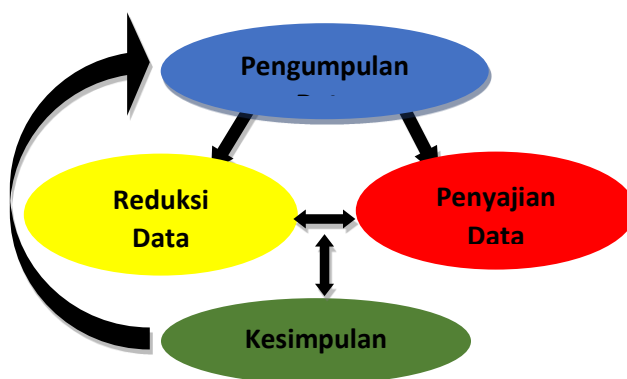 Pengumpulan
Reduksi
Data
Penyajian
Data
Kesimpulan